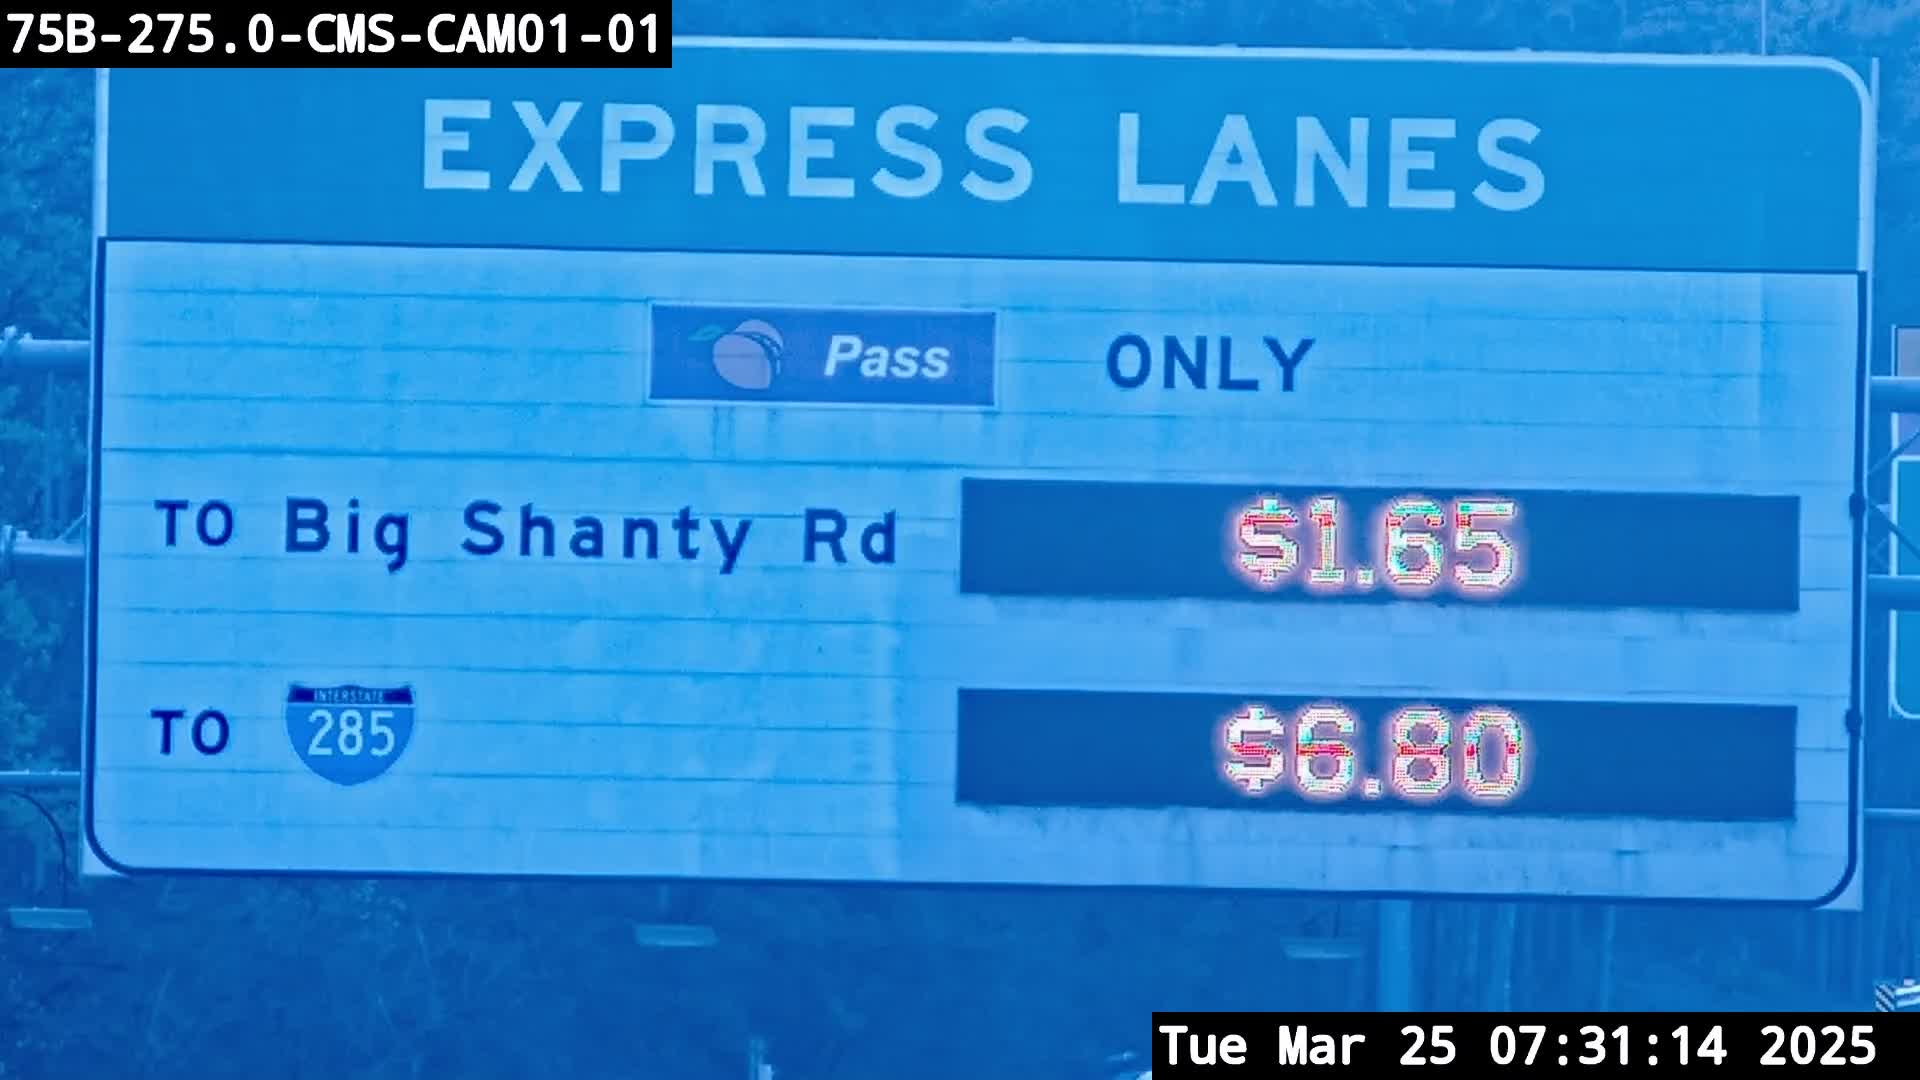 75B-275.0-CMS-CAM01-01
EXPRESS LANES
Pass ONLY
TO Big Shanty Rd $1.65
INTERSTATE
TO 285 $6.80
Tue Mar 25 07:31:14 2025